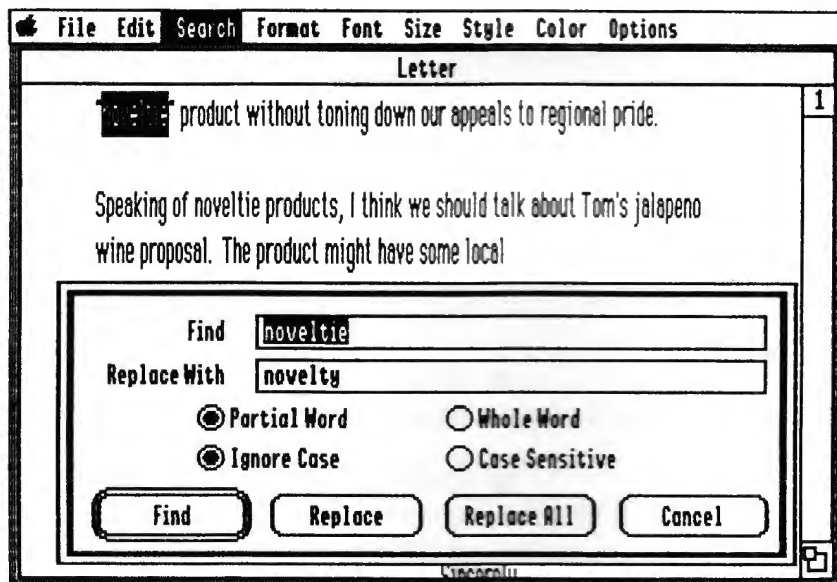 File Edit Search Format Font Size Style Color Options
Letter
"noveltie" product without toning down our appeals to regional pride.
1
Speaking of noveltie products, I think we should talk about Tom's jalapeno
wine proposal. The product might have some local
Find noveltie
Replace With novelty
Partial Word Whole Word
Ignore Case Case Sensitive
Find Replace Replace All Cancel
Sincerely